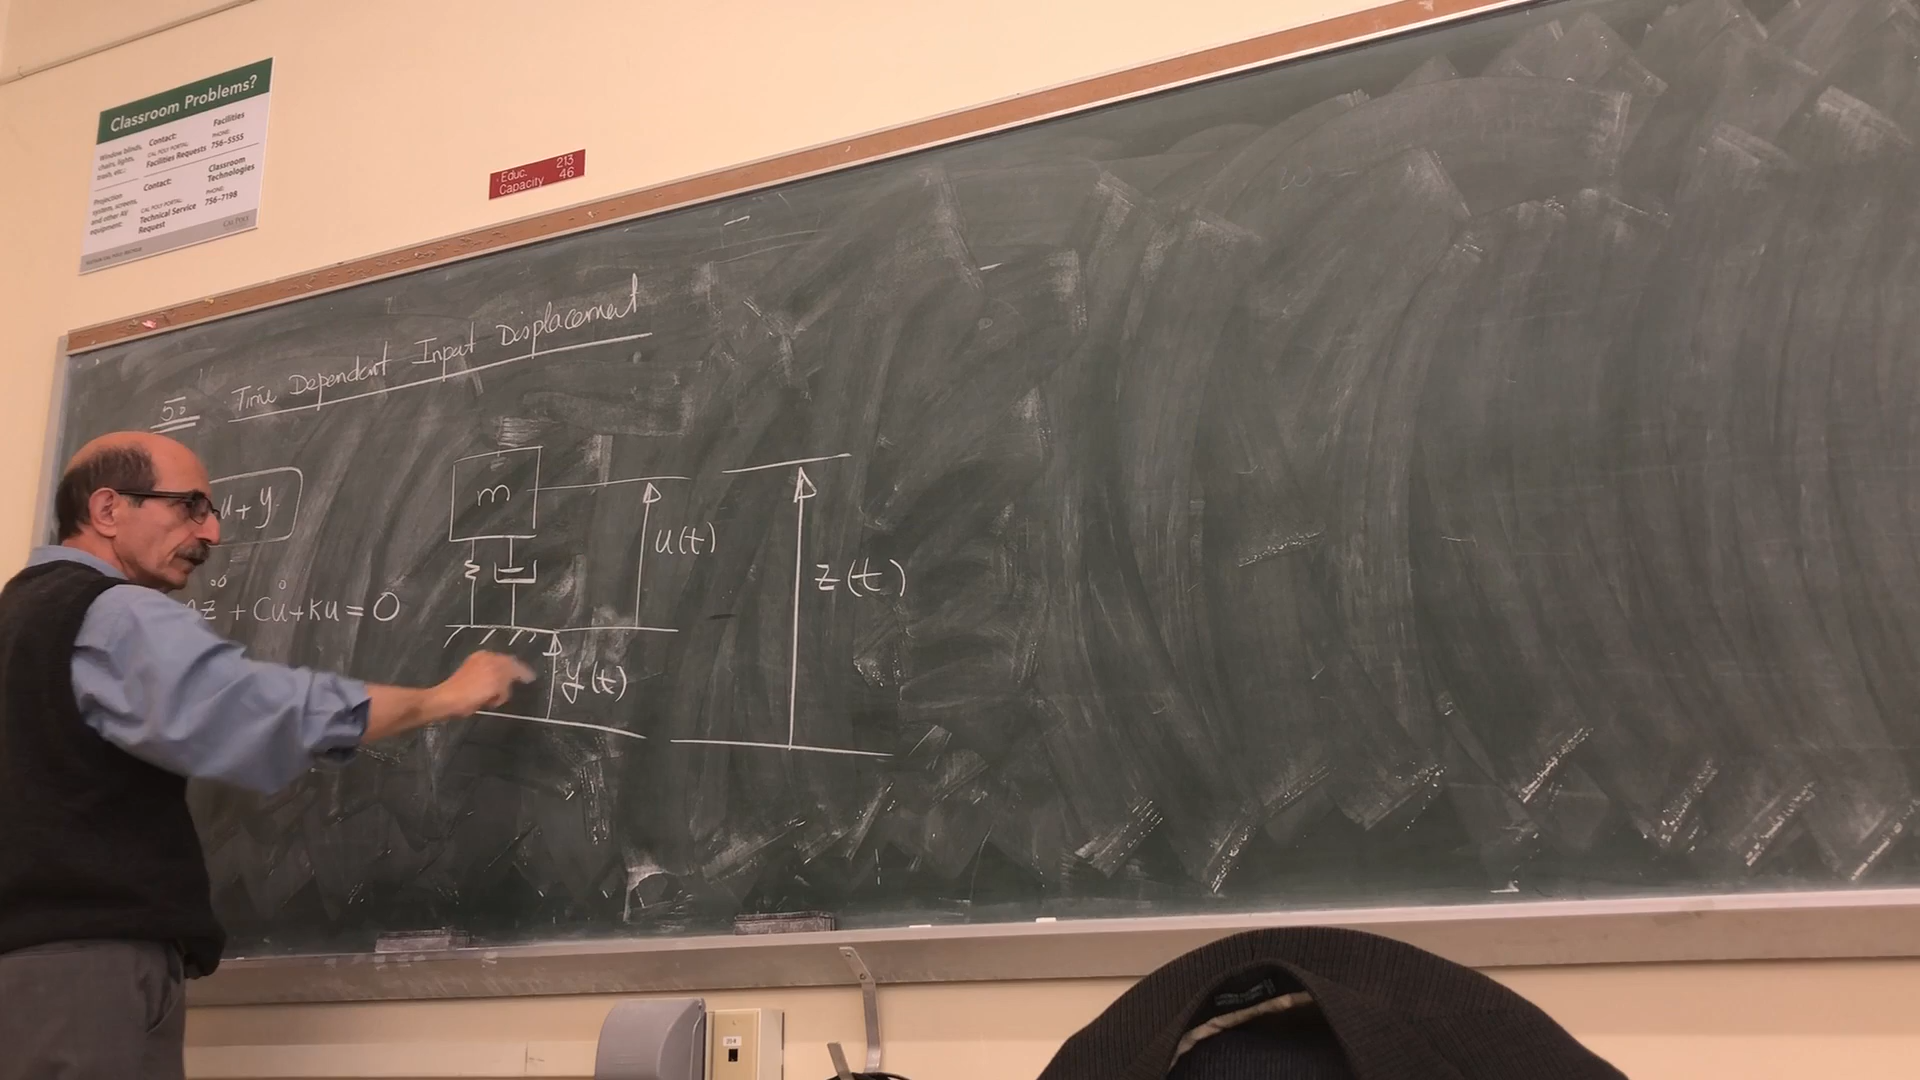 Classroom Problems?
Window blinds,
chairs, lights,
trash, etc.:
Contact:
CAL POLY PORTAL:
Facilities Requests
Facilities
PHONE:
756-5555
Projection
system, screens,
and other AV
equipment:
Contact:
CAL POLY PORTAL:
Technical Service
Request
Classroom
Technologies
PHONE:
756-7198
CAL POLY
213
Educ. 
Capacity 46
5- Time Dependent Input Displacement
u + y
m
u(t)
z(t)
z̈ + Cu̇ + Ku = 0
y(t)